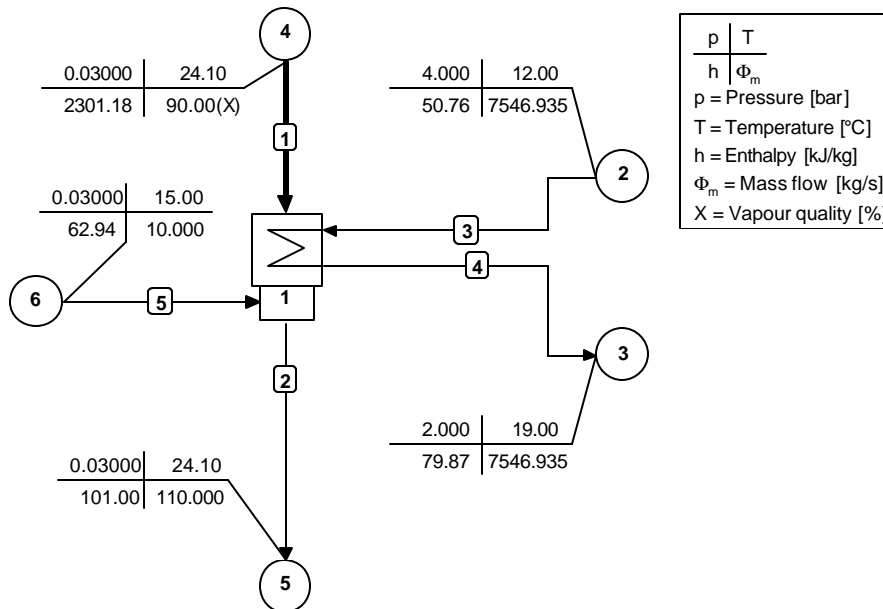 4
p T
h Φm
p = Pressure [bar]
T = Temperature [°C]
h = Enthalpy [kJ/kg]
Φm = Mass flow [kg/s]
X = Vapour quality [%]
0.03000 24.10
2301.18 90.00(X)
4.000 12.00
50.76 7546.935
1
2
0.03000 15.00
62.94 10.000
3
4
6
5
1
3
2
2.000 19.00
79.87 7546.935
0.03000 24.10
101.00 110.000
5